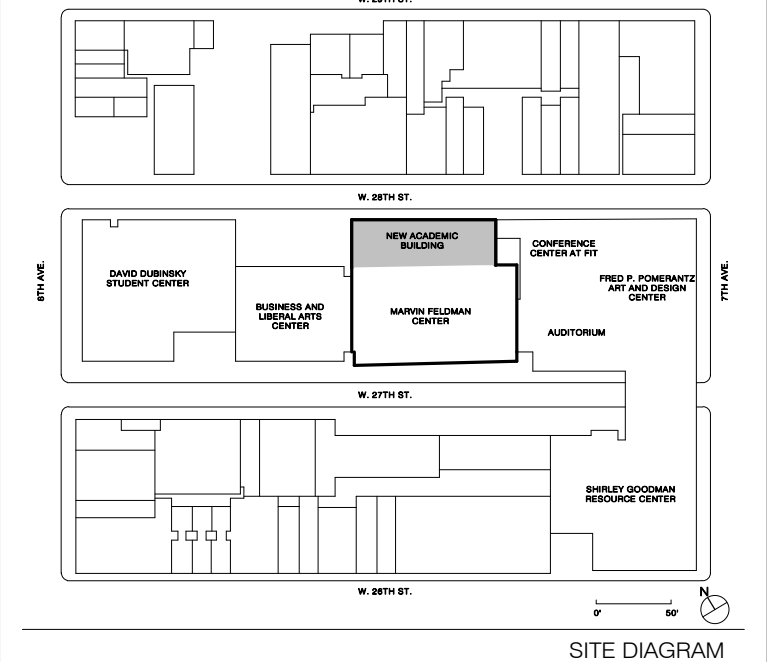 W. 28TH ST.
NEW ACADEMIC
BUILDING
CONFERENCE
CENTER AT FIT
DAVID DUBINSKY
STUDENT CENTER
FRED P. POMERANTZ
ART AND DESIGN
CENTER
6TH AVE.
7TH AVE.
BUSINESS AND
LIBERAL ARTS
CENTER
MARVIN FELDMAN
CENTER
AUDITORIUM
W. 27TH ST.
SHIRLEY GOODMAN
RESOURCE CENTER
W. 26TH ST.
N
0'
50'
SITE DIAGRAM